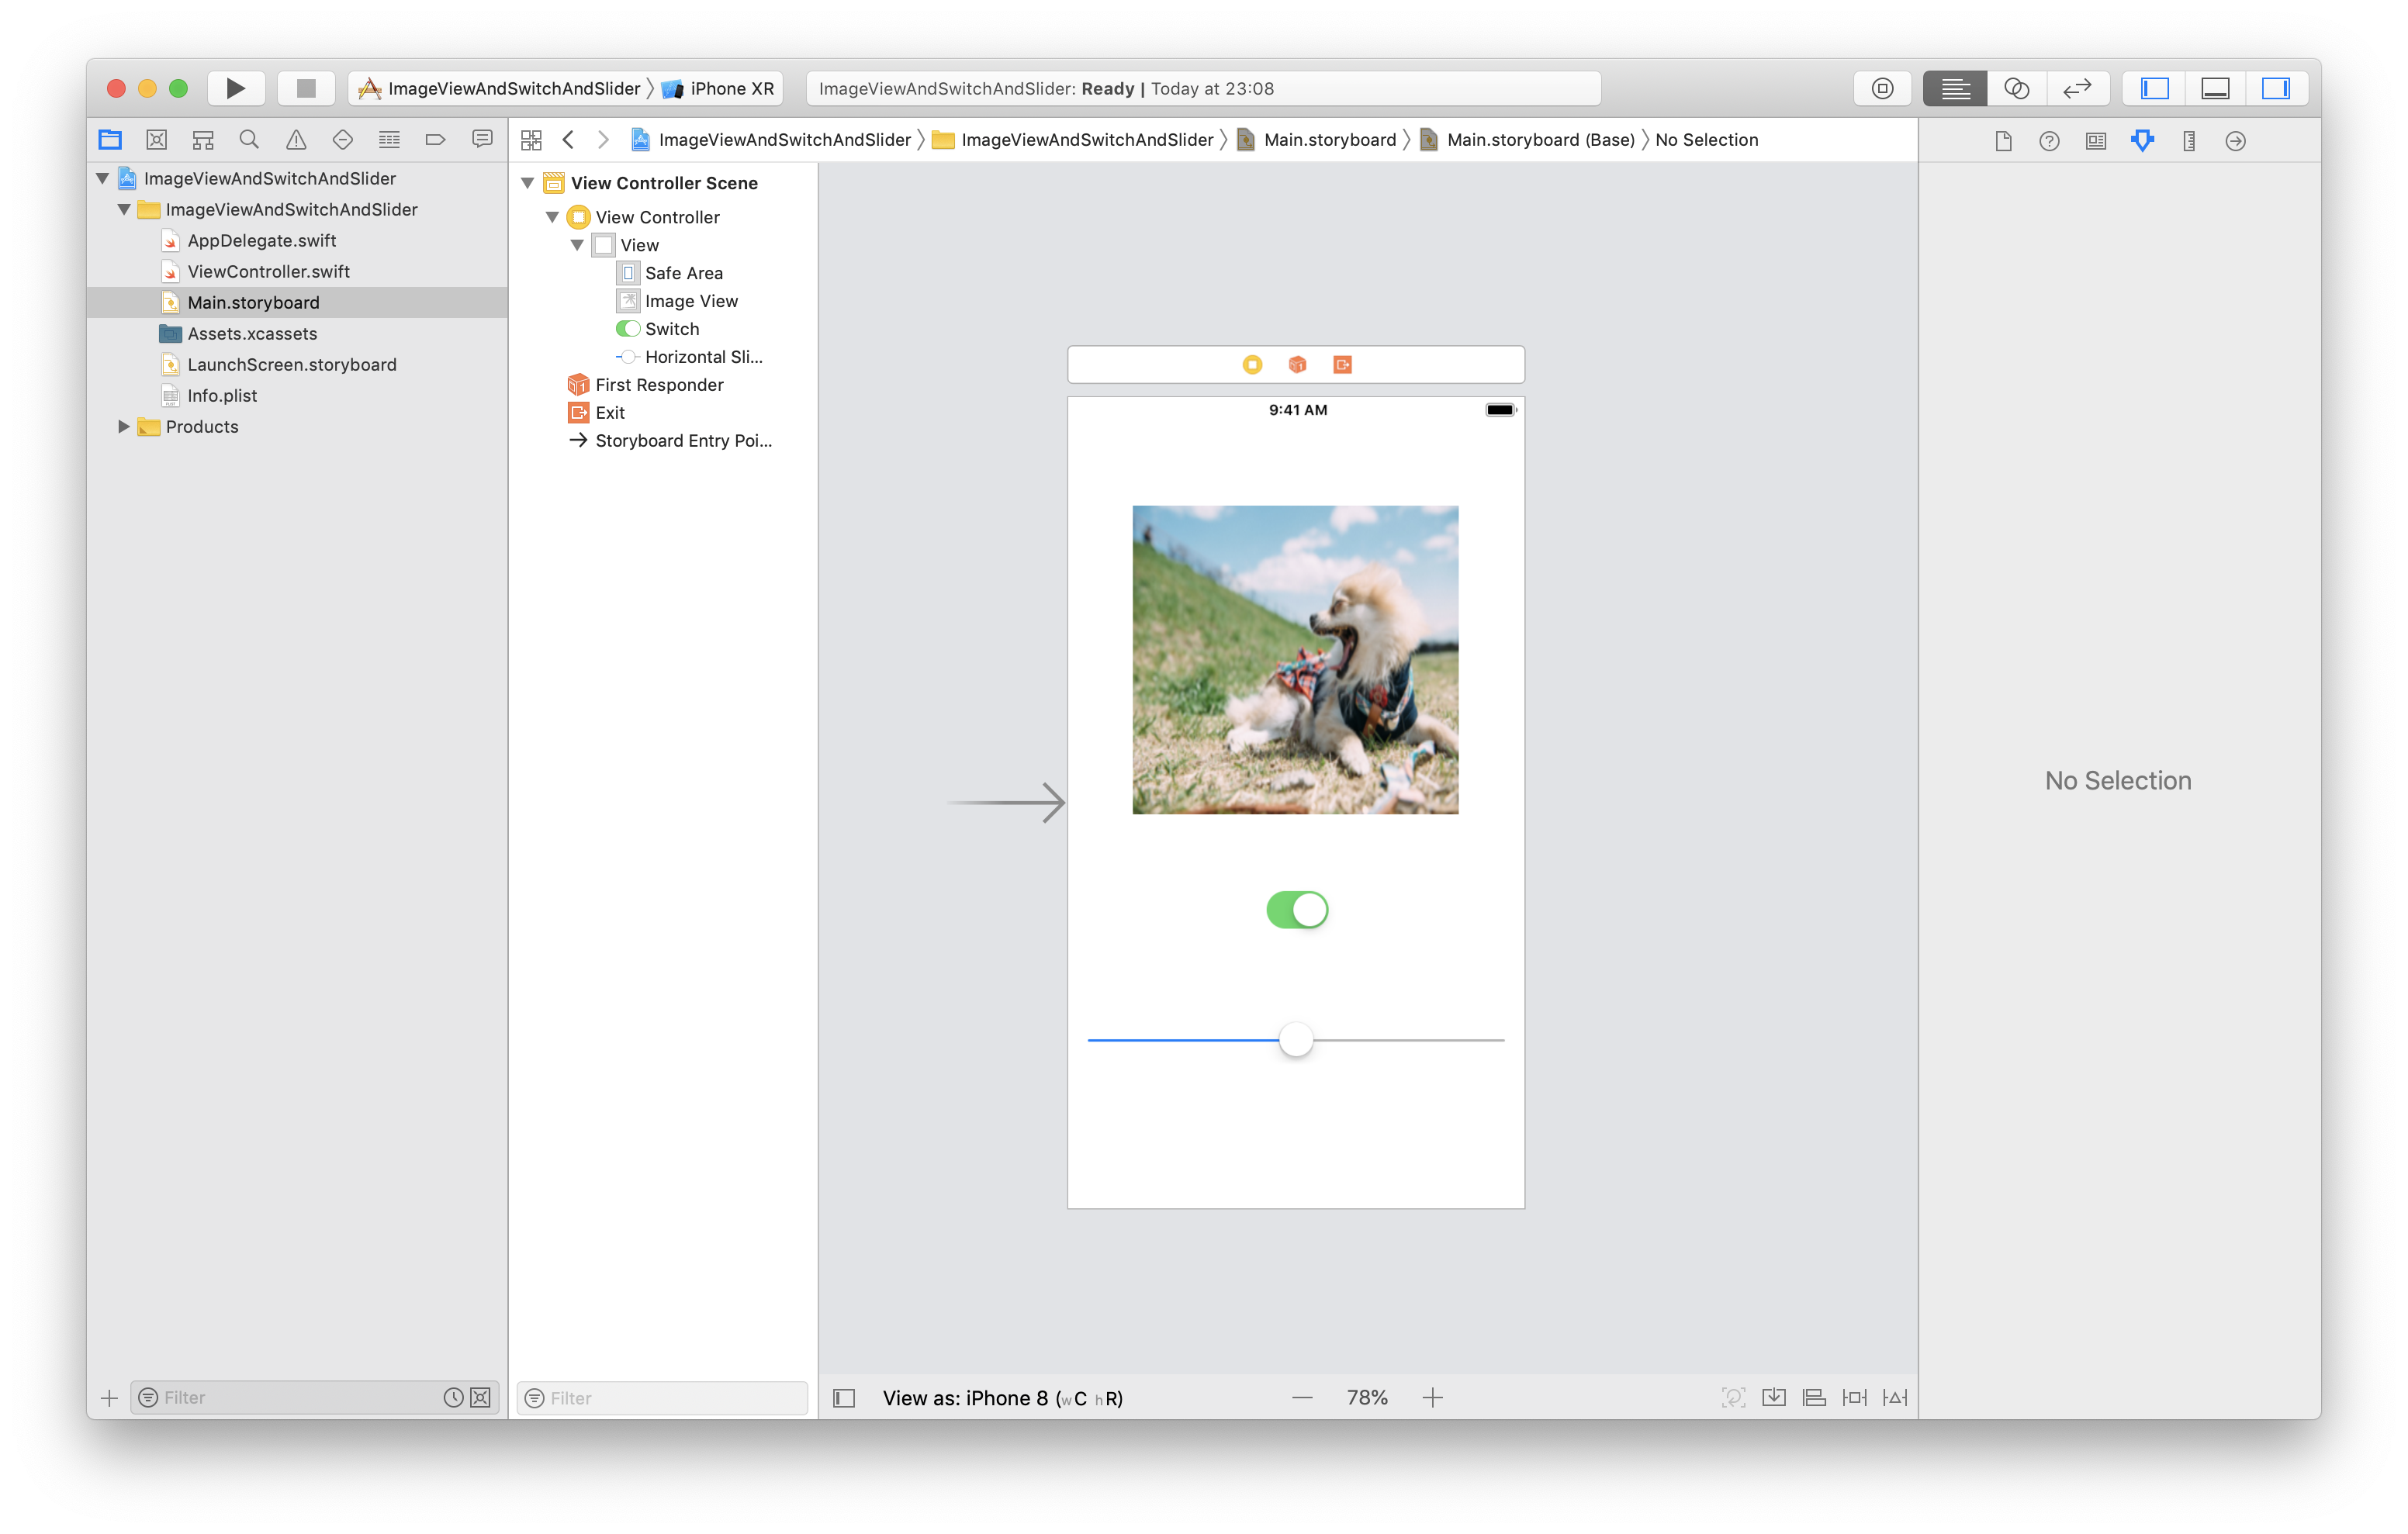 ImageViewAndSwitchAndSlider 〉 iPhone XR
ImageViewAndSwitchAndSlider: Ready | Today at 23:08
ImageViewAndSwitchAndSlider 〉 ImageViewAndSwitchAndSlider 〉 Main.storyboard 〉 Main.storyboard (Base) 〉 No Selection
ImageViewAndSwitchAndSlider
ImageViewAndSwitchAndSlider
AppDelegate.swift
ViewController.swift
Main.storyboard
Assets.xcassets
LaunchScreen.storyboard
Info.plist
Products
View Controller Scene
View Controller
View
Safe Area
Image View
Switch
Horizontal Sli...
First Responder
1
Exit
Storyboard Entry Poi...
9:41 AM
No Selection
Filter
Filter
View as: iPhone 8 (wC hR)
78%